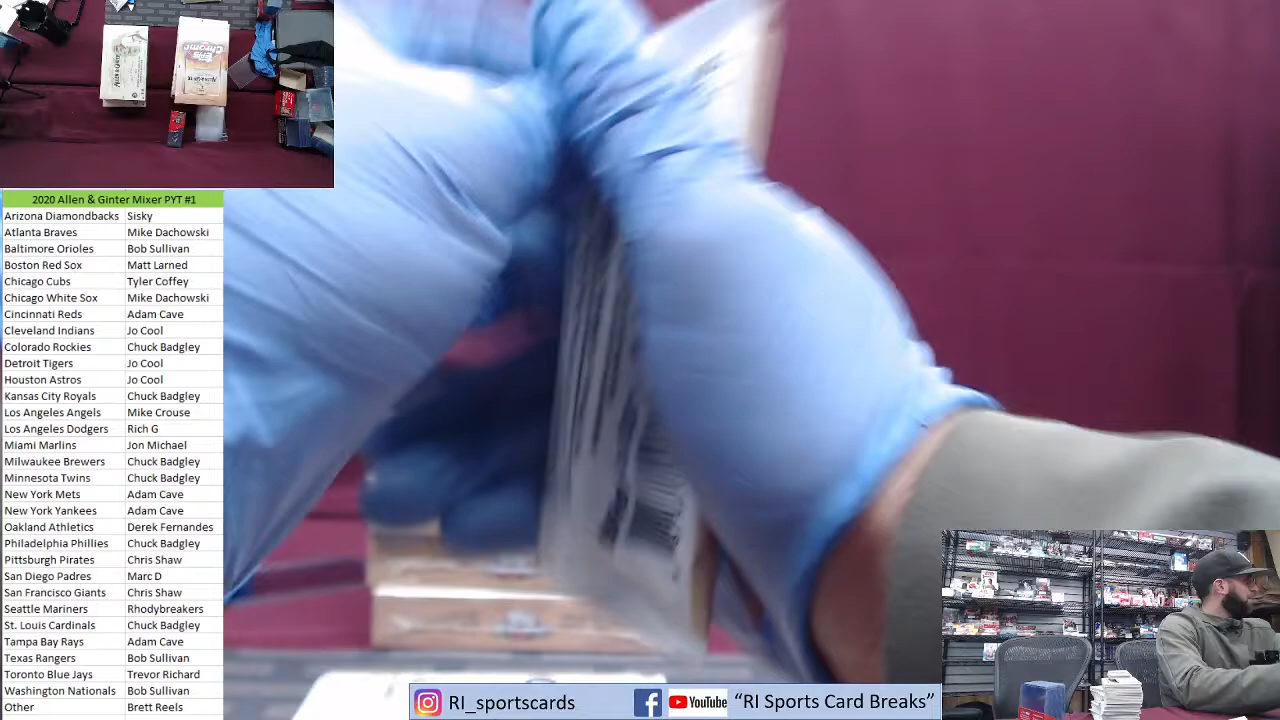 Chrome
2020 Allen & Ginter Mixer PYT #1
Arizona Diamondbacks Sisky
Atlanta Braves Mike Dachowski
Baltimore Orioles Bob Sullivan
Boston Red Sox Matt Larned
Chicago Cubs Tyler Coffey
Chicago White Sox Mike Dachowski
Cincinnati Reds Adam Cave
Cleveland Indians Jo Cool
Colorado Rockies Chuck Badgley
Detroit Tigers Jo Cool
Houston Astros Jo Cool
Kansas City Royals Chuck Badgley
Los Angeles Angels Mike Crouse
Los Angeles Dodgers Rich G
Miami Marlins Jon Michael
Milwaukee Brewers Chuck Badgley
Minnesota Twins Chuck Badgley
New York Mets Adam Cave
New York Yankees Adam Cave
Oakland Athletics Derek Fernandes
Philadelphia Phillies Chuck Badgley
Pittsburgh Pirates Chris Shaw
San Diego Padres Marc D
San Francisco Giants Chris Shaw
Seattle Mariners Rhodybreakers
St. Louis Cardinals Chuck Badgley
Tampa Bay Rays Adam Cave
Texas Rangers Bob Sullivan
Toronto Blue Jays Trevor Richard
Washington Nationals Bob Sullivan
Other Brett Reels
RI_sportscards YouTube “RI Sports Card Breaks”